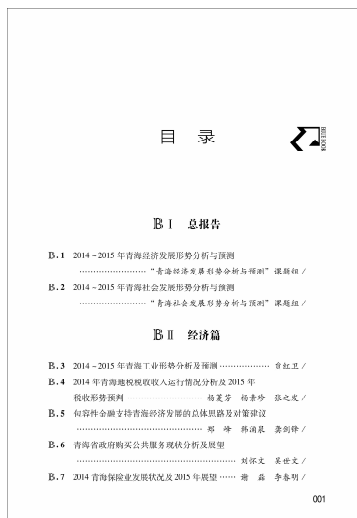 目 录
BLUE BOOK
B Ⅰ 总报告
B.1 2014~2015年青海经济发展形势分析与预测
…………………… “青海经济发展形势分析与预测”课题组 /
B.2 2014~2015年青海社会发展形势分析与预测
…………………… “青海社会发展形势分析与预测”课题组 /
B Ⅱ 经济篇
B.3 2014~2015年青海工业形势分析及预测 ……………… 自红卫 /
B.4 2014年青海地税税收收入运行情况分析及2015年
税收形势预判 杨菱芳 杨素珍 张之发 /
B.5 包容性金融支持青海经济发展的总体思路及对策建议
……………………………………… 郑 峰 韩涌泉 龚剑锋 /
B.6 青海省政府购买公共服务现状分析及展望
……………………………………… 刘怀文 吴世文 /
B.7 2014青海保险业发展状况及2015年展望 …… 谢 磊 李春明 /
001